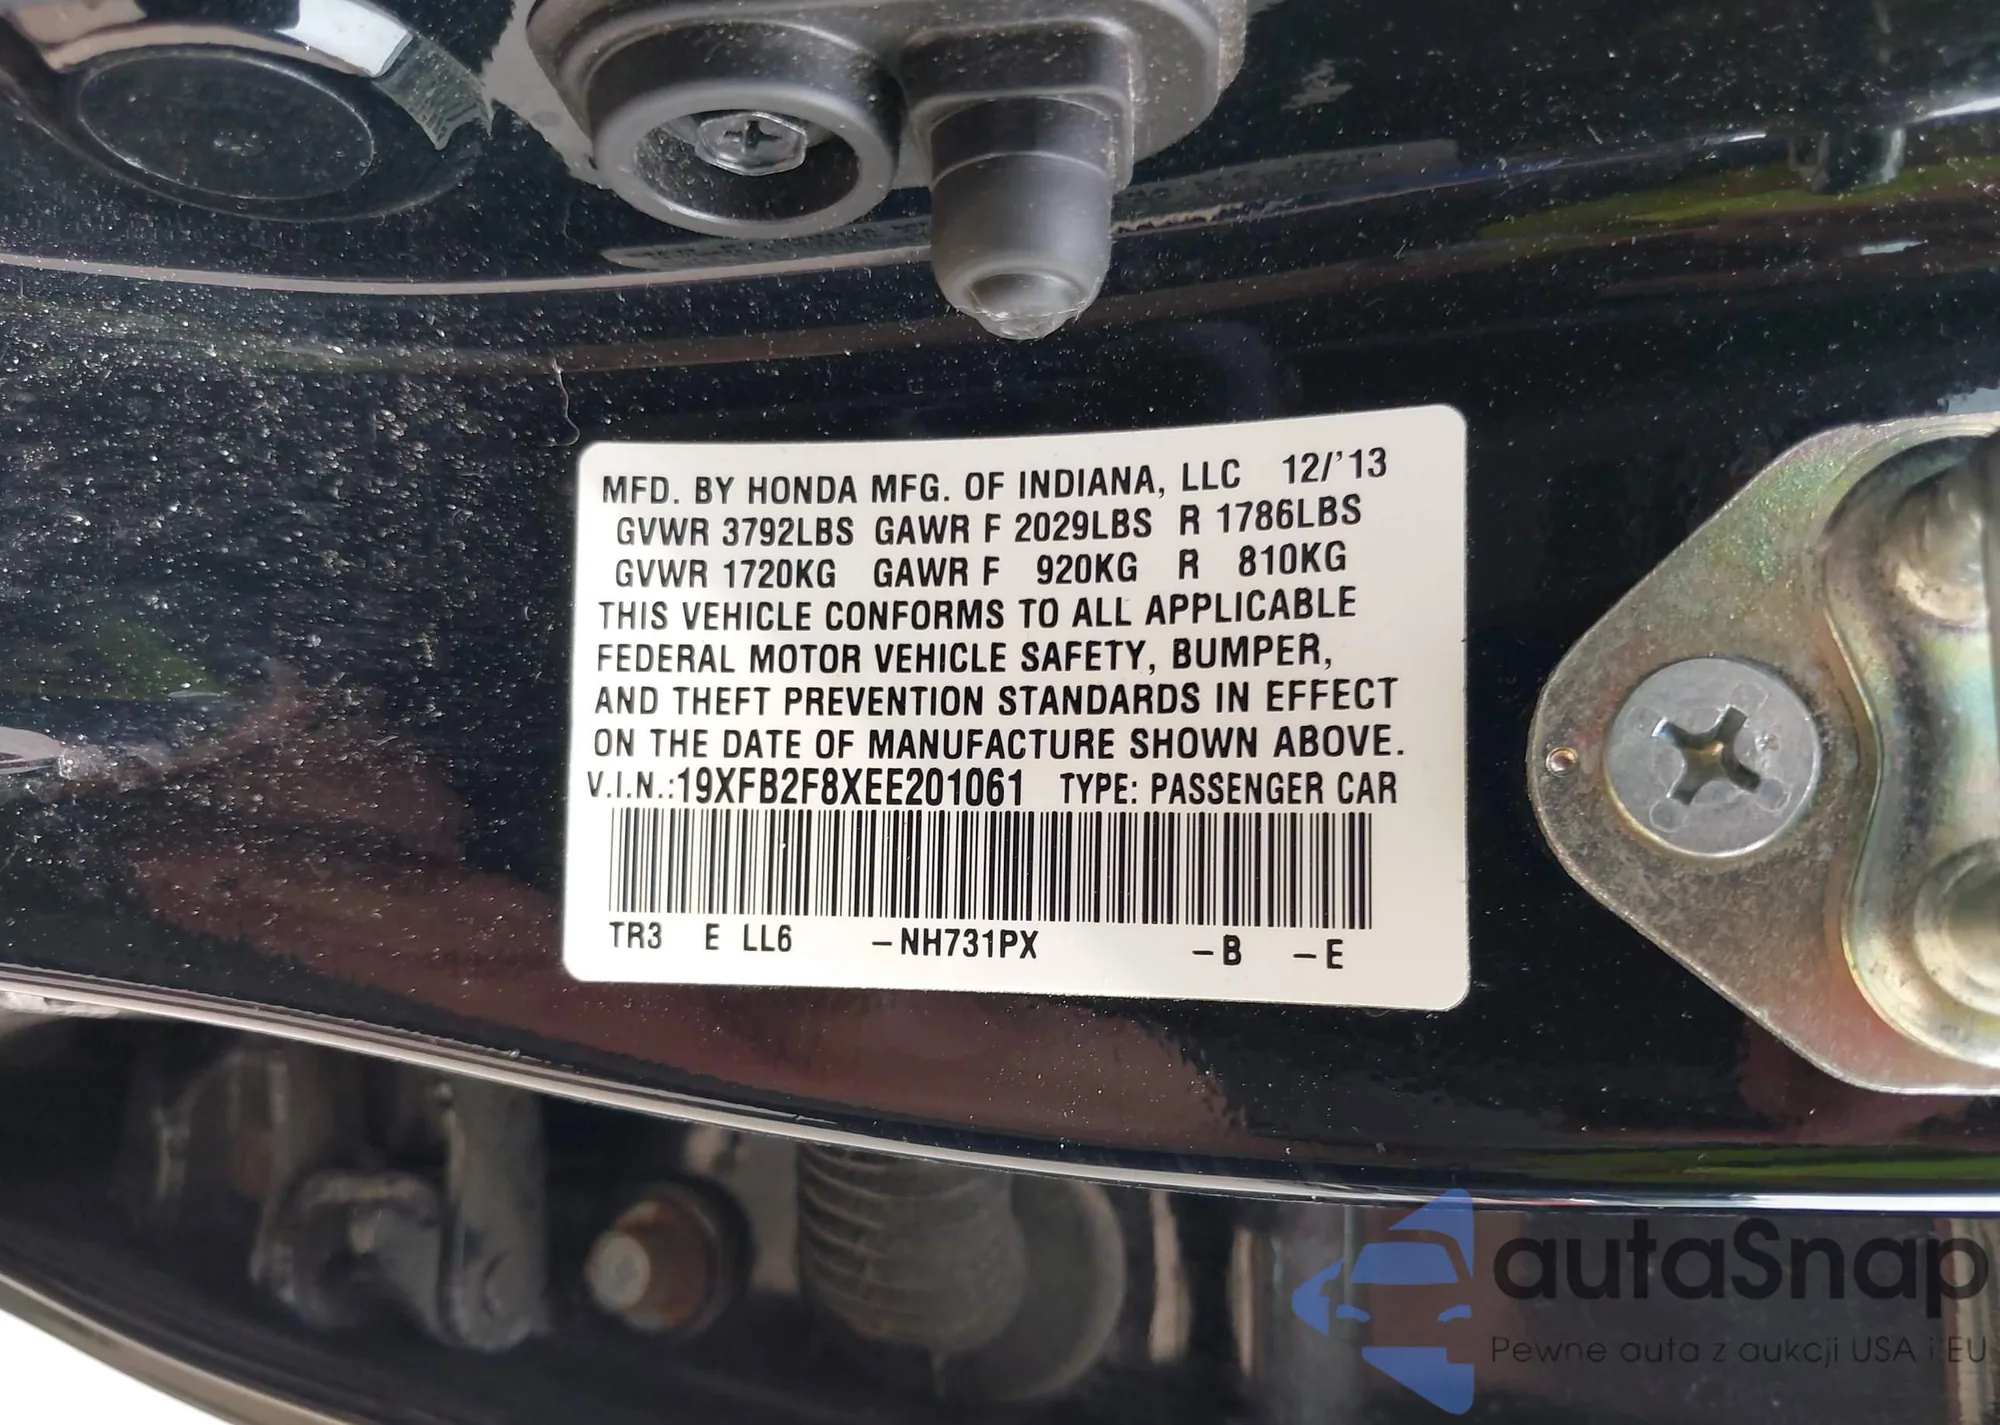 MFD. BY HONDA MFG. OF INDIANA, LLC 12/'13
GVWR 3792LBS GAWR F 2029LBS R 1786LBS
GVWR 1720KG GAWR F 920KG R 810KG
THIS VEHICLE CONFORMS TO ALL APPLICABLE
FEDERAL MOTOR VEHICLE SAFETY, BUMPER,
AND THEFT PREVENTION STANDARDS IN EFFECT
ON THE DATE OF MANUFACTURE SHOWN ABOVE.
V.I.N.:19XFB2F8XEE201061 TYPE: PASSENGER CAR
TR3 E LL6 -NH731PX -B -E
autaSnap
Pewne auta z aukcji USA i EU